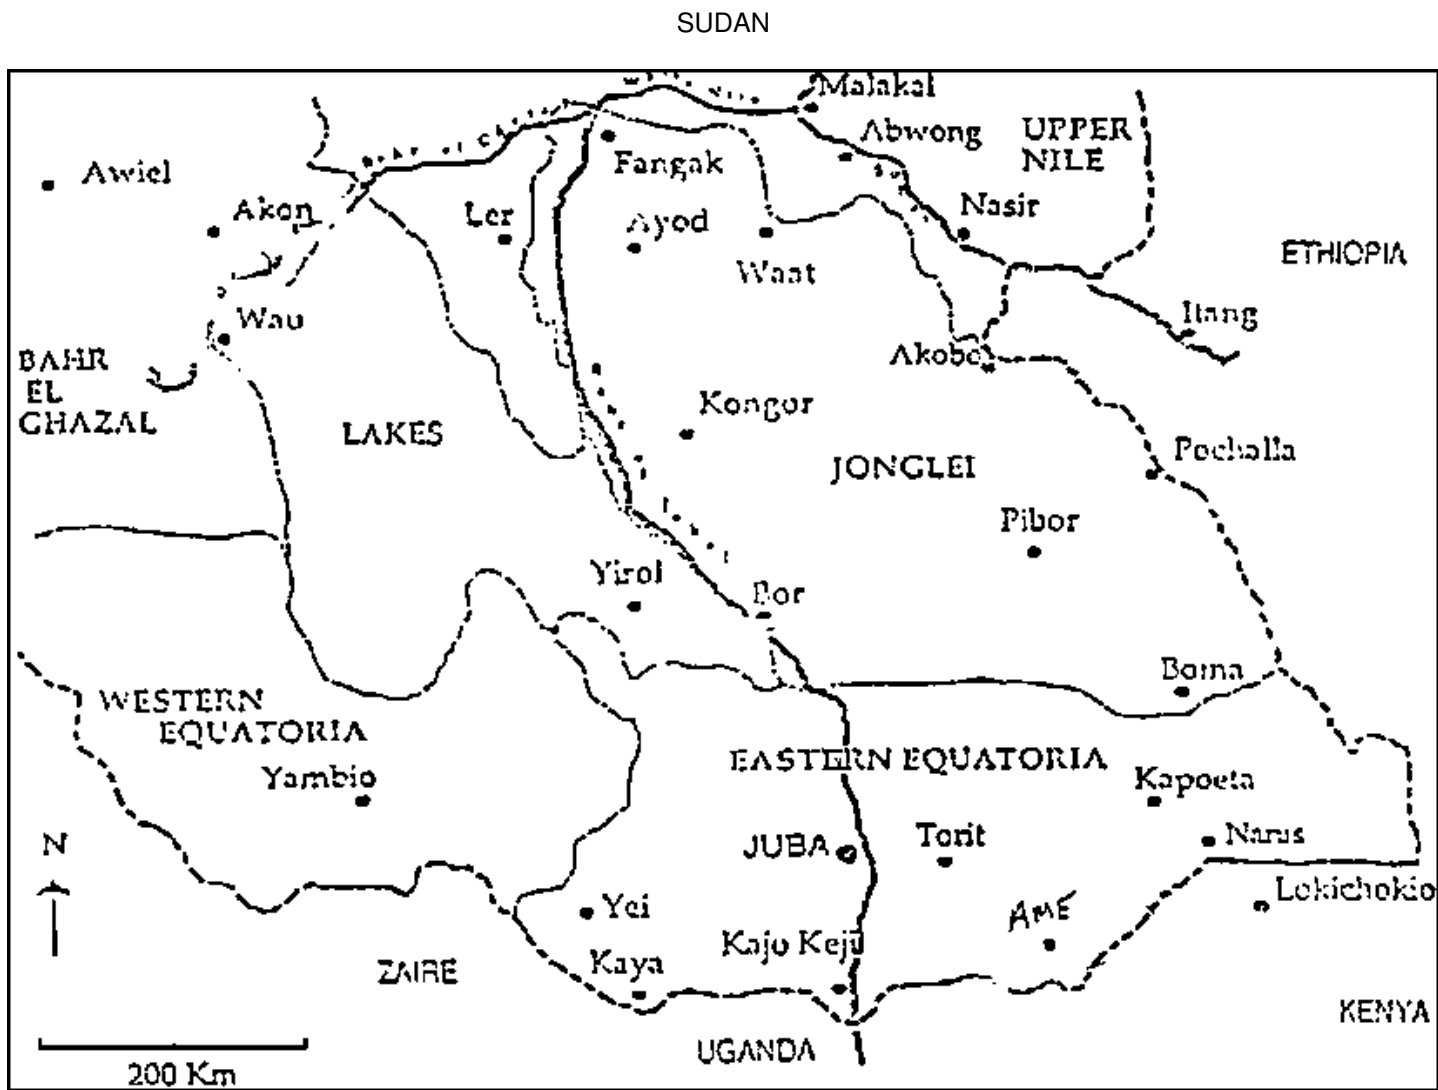 SUDAN
Malakal
Abwong
UPPER
NILE
Fangak
Awiel
Akon
Ler
Ayod
Nasir
Waat
ETHIOPIA
Itang
Wau
BAHR
EL
GHAZAL
Akobo
LAKES
Kongor
JONGLEI
Pochalla
Pibor
Yirol
Bor
Boma
WESTERN
EQUATORIA
EASTERN EQUATORIA
Yambio
Kapoeta
N
JUBA
Torit
Narus
Lokichokio
Yei
AME
Kaju Keju
Kaya
ZAIRE
KENYA
UGANDA
200 Km